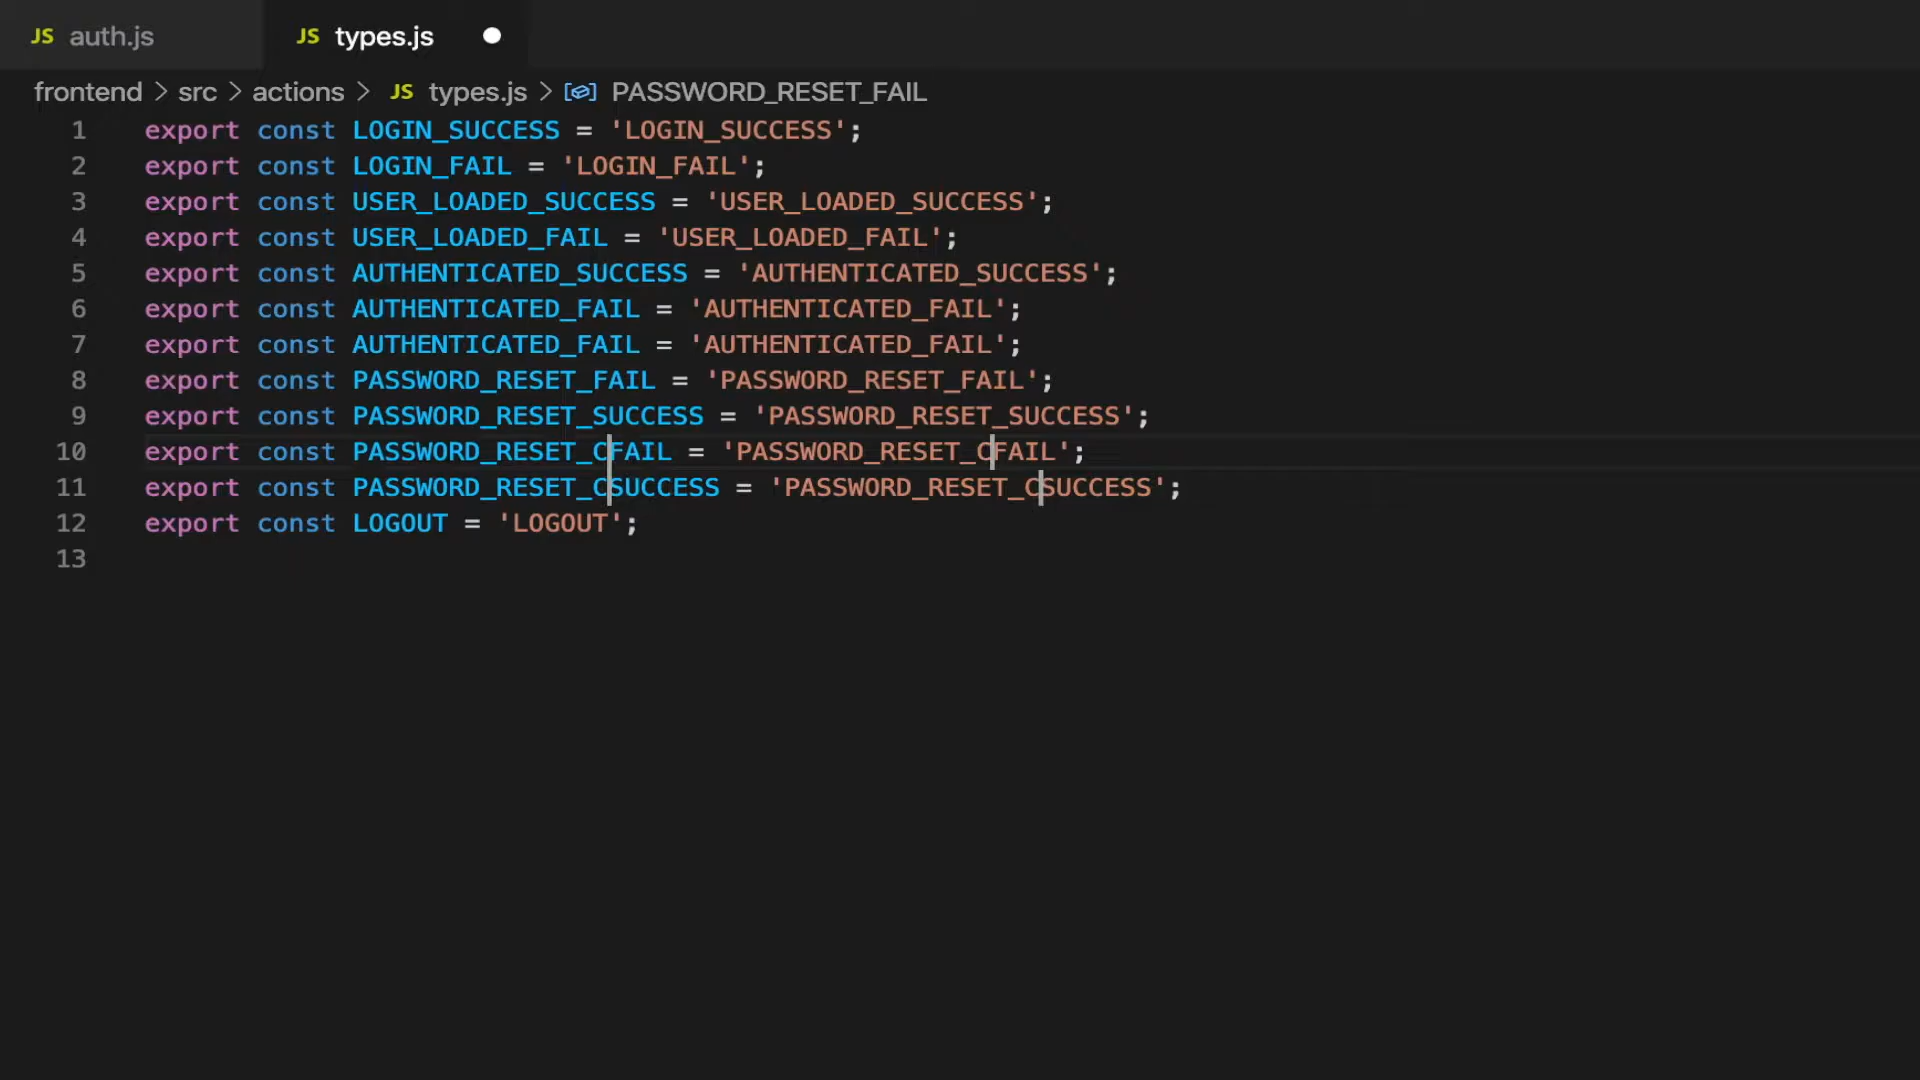 JS auth.js JS types.js
frontend > src > actions > JS types.js > PASSWORD_RESET_FAIL
1 export const LOGIN_SUCCESS = 'LOGIN_SUCCESS';
2 export const LOGIN_FAIL = 'LOGIN_FAIL';
3 export const USER_LOADED_SUCCESS = 'USER_LOADED_SUCCESS';
4 export const USER_LOADED_FAIL = 'USER_LOADED_FAIL';
5 export const AUTHENTICATED_SUCCESS = 'AUTHENTICATED_SUCCESS';
6 export const AUTHENTICATED_FAIL = 'AUTHENTICATED_FAIL';
7 export const AUTHENTICATED_FAIL = 'AUTHENTICATED_FAIL';
8 export const PASSWORD_RESET_FAIL = 'PASSWORD_RESET_FAIL';
9 export const PASSWORD_RESET_SUCCESS = 'PASSWORD_RESET_SUCCESS';
10 export const PASSWORD_RESET_CFAIL = 'PASSWORD_RESET_CFAIL';
11 export const PASSWORD_RESET_CSUCCESS = 'PASSWORD_RESET_CSUCCESS';
12 export const LOGOUT = 'LOGOUT';
13